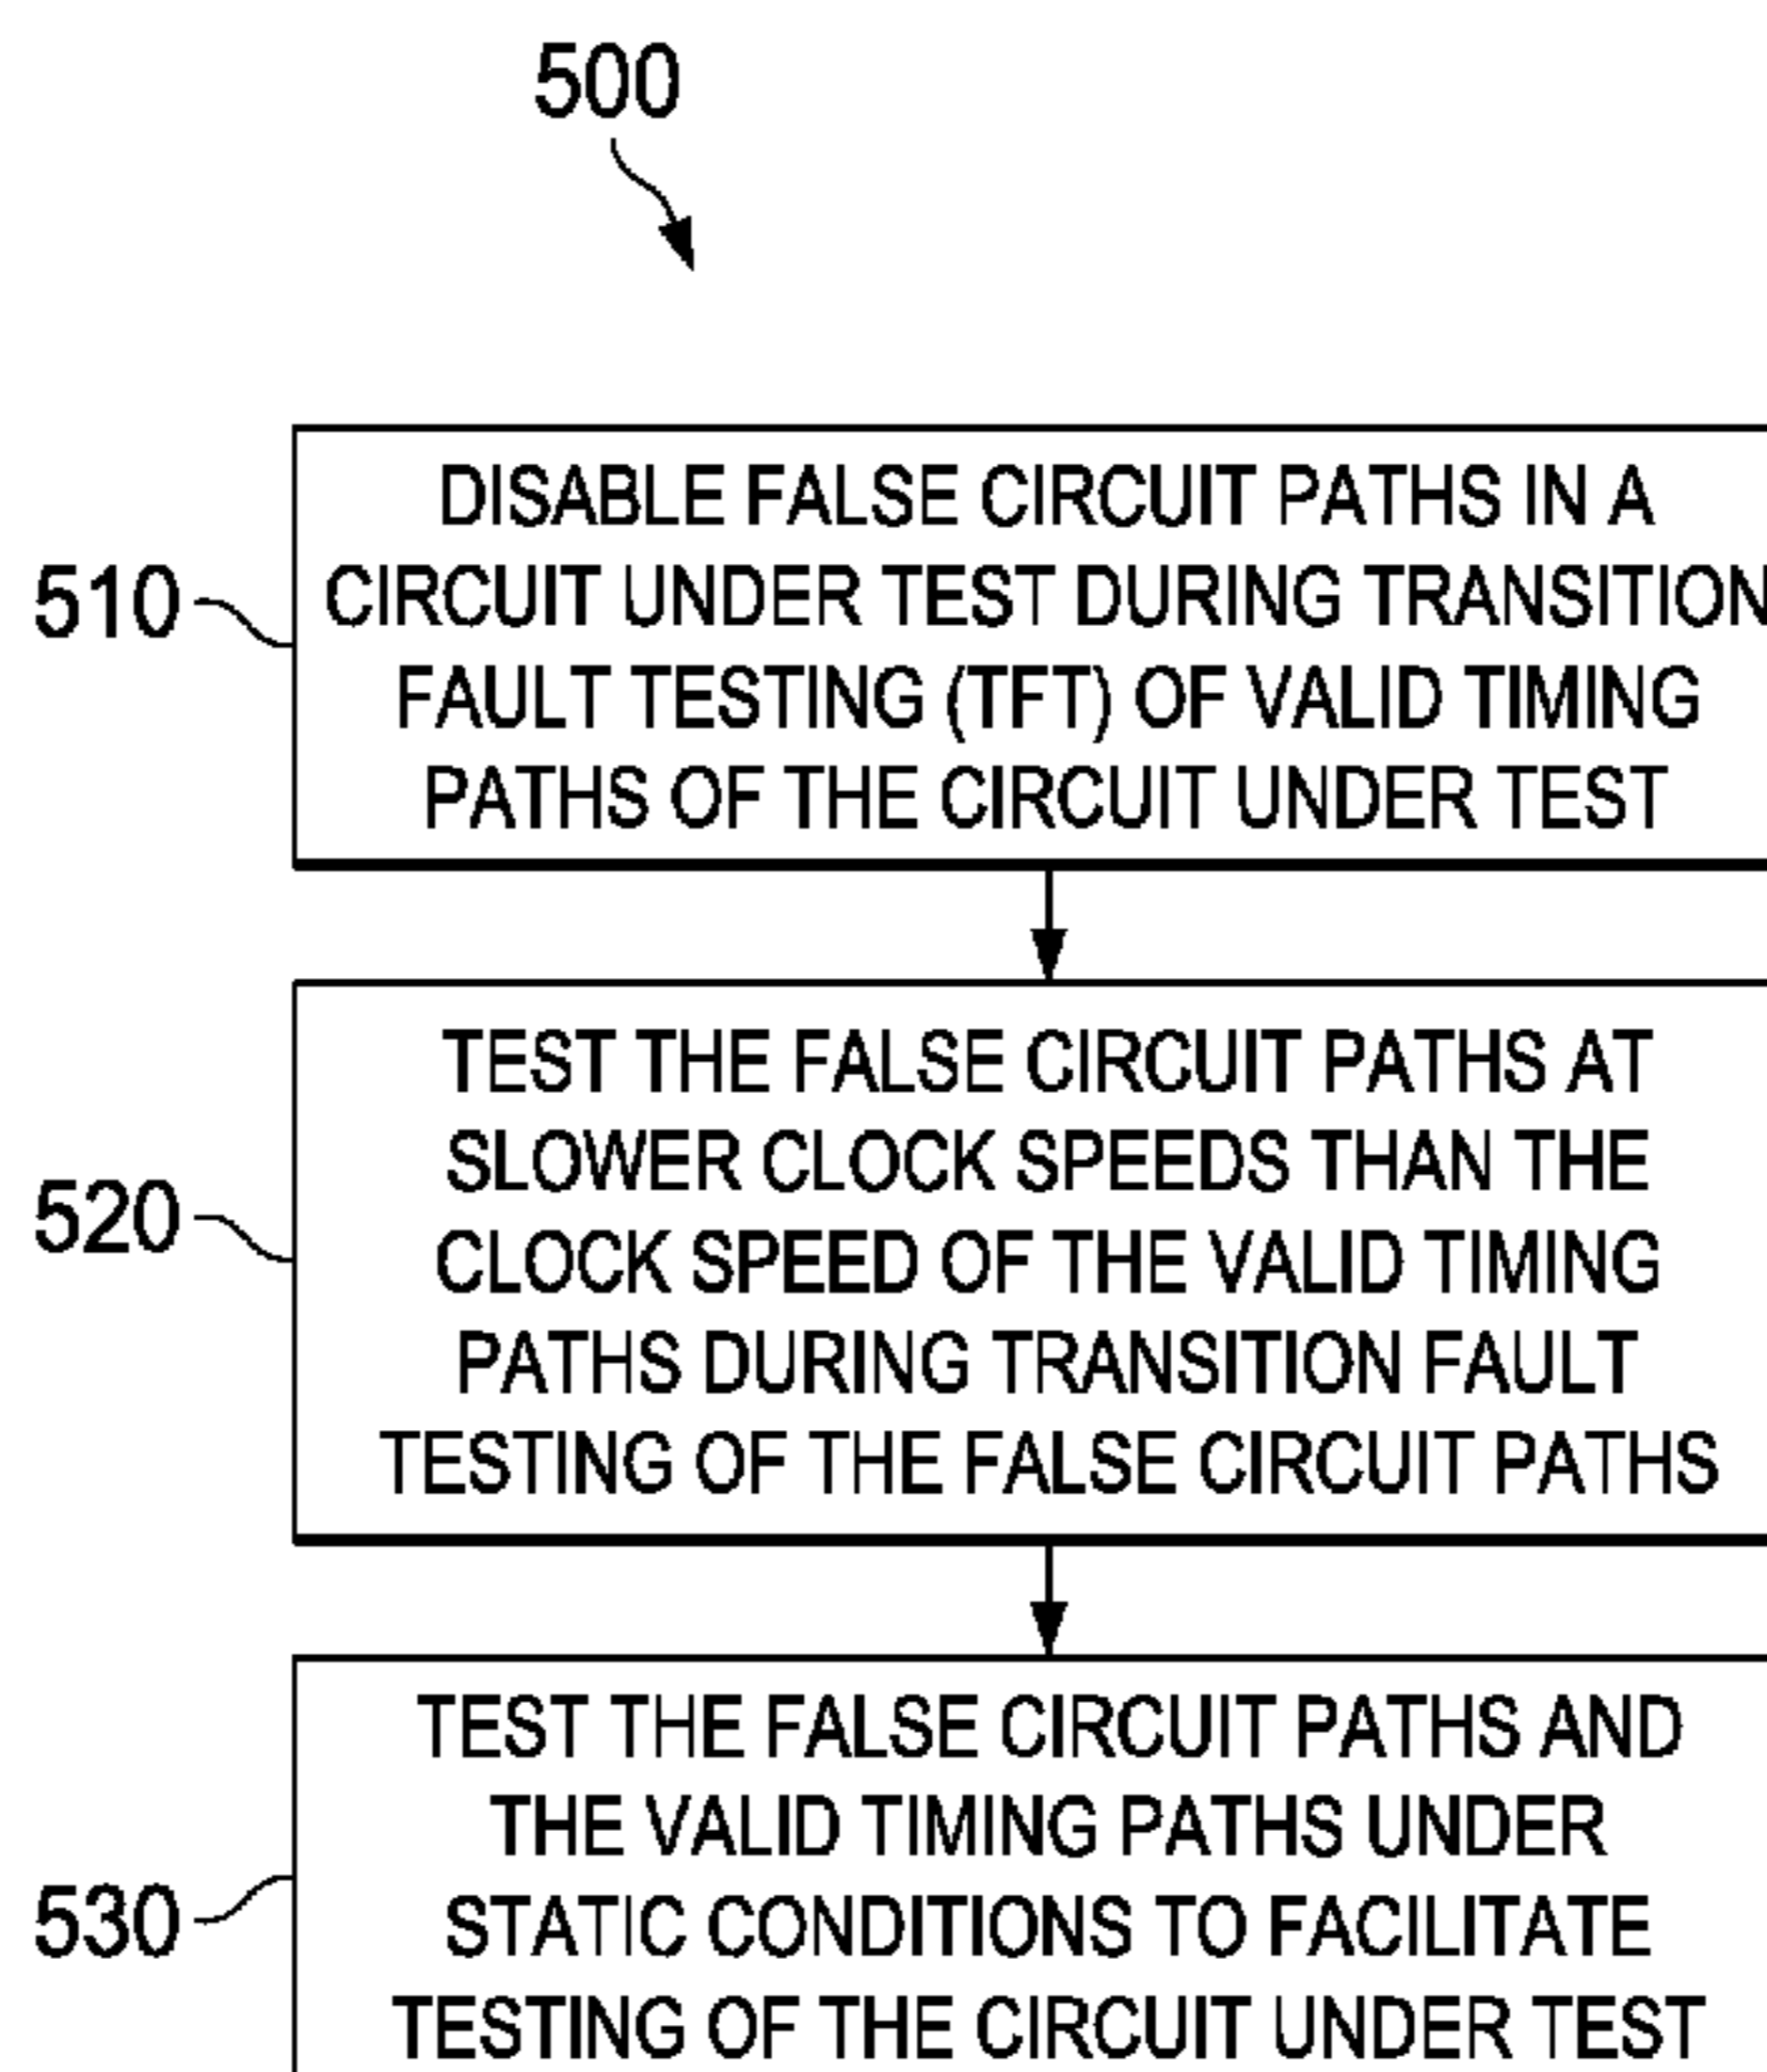 500
510
DISABLE FALSE CIRCUIT PATHS IN A
CIRCUIT UNDER TEST DURING TRANSITION
FAULT TESTING (TFT) OF VALID TIMING
PATHS OF THE CIRCUIT UNDER TEST
520
TEST THE FALSE CIRCUIT PATHS AT
SLOWER CLOCK SPEEDS THAN THE
CLOCK SPEED OF THE VALID TIMING
PATHS DURING TRANSITION FAULT
TESTING OF THE FALSE CIRCUIT PATHS
530
TEST THE FALSE CIRCUIT PATHS AND
THE VALID TIMING PATHS UNDER
STATIC CONDITIONS TO FACILITATE
TESTING OF THE CIRCUIT UNDER TEST